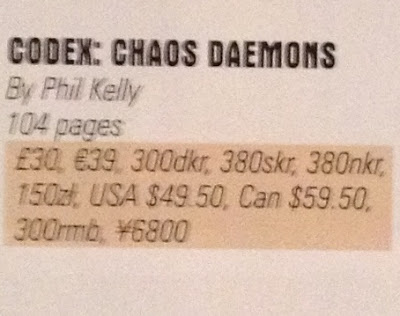 CODEX: CHAOS DAEMONS
By Phil Kelly
104 pages
£30, €39, 300dkr, 380skr, 380nkr,
150zł, USA $49.50, Can $59.50,
300rmb, ¥6800